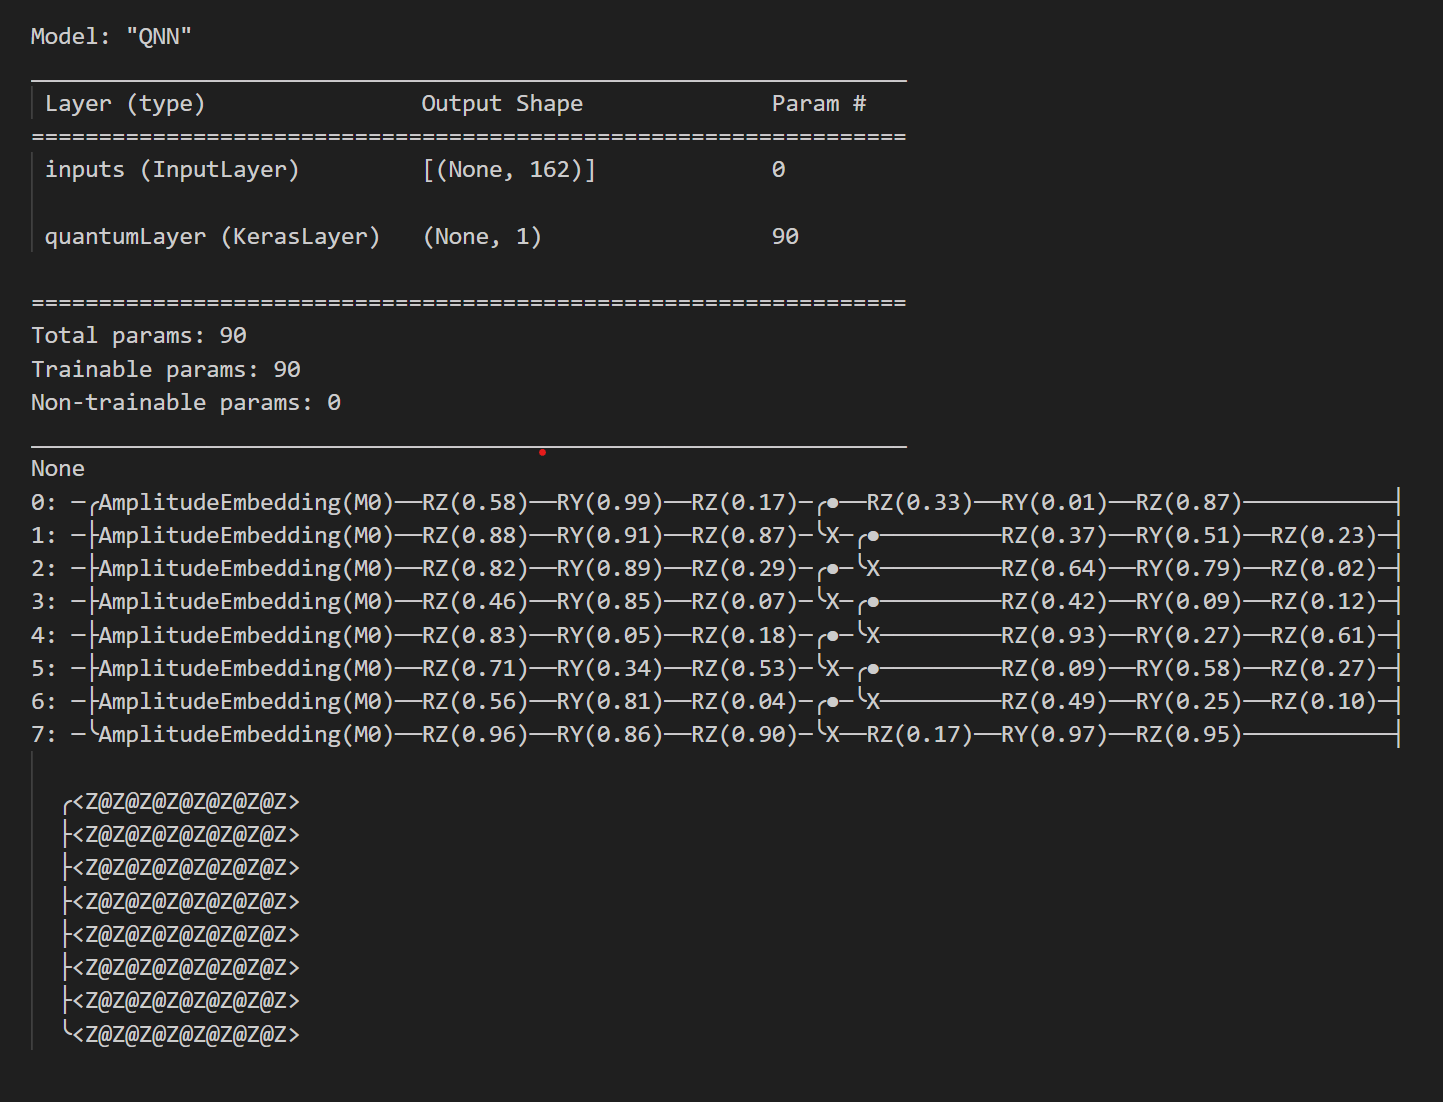 Model: "QNN"
_________________________________________________________________
Layer (type)                Output Shape              Param #
=================================================================
inputs (InputLayer)         [(None, 162)]             0
quantumLayer (KerasLayer)   (None, 1)                 90
=================================================================
Total params: 90
Trainable params: 90
Non-trainable params: 0
_________________________________________________________________
None
0: ─╭AmplitudeEmbedding(M0)──RZ(0.58)──RY(0.99)──RZ(0.17)─╭●──RZ(0.33)──RY(0.01)──RZ(0.87)───────────┤
1: ─├AmplitudeEmbedding(M0)──RZ(0.88)──RY(0.91)──RZ(0.87)─╰X─╭●─────────RZ(0.37)──RY(0.51)──RZ(0.23)─┤
2: ─├AmplitudeEmbedding(M0)──RZ(0.82)──RY(0.89)──RZ(0.29)─╭●─╰X─────────RZ(0.64)──RY(0.79)──RZ(0.02)─┤
3: ─├AmplitudeEmbedding(M0)──RZ(0.46)──RY(0.85)──RZ(0.07)─╰X─╭●─────────RZ(0.42)──RY(0.09)──RZ(0.12)─┤
4: ─├AmplitudeEmbedding(M0)──RZ(0.83)──RY(0.05)──RZ(0.18)─╭●─╰X─────────RZ(0.93)──RY(0.27)──RZ(0.61)─┤
5: ─├AmplitudeEmbedding(M0)──RZ(0.71)──RY(0.34)──RZ(0.53)─╰X─╭●─────────RZ(0.09)──RY(0.58)──RZ(0.27)─┤
6: ─├AmplitudeEmbedding(M0)──RZ(0.56)──RY(0.81)──RZ(0.04)─╭●─╰X─────────RZ(0.49)──RY(0.25)──RZ(0.10)─┤
7: ─╰AmplitudeEmbedding(M0)──RZ(0.96)──RY(0.86)──RZ(0.90)─╰X──RZ(0.17)──RY(0.97)──RZ(0.95)───────────┤
╭<Z@Z@Z@Z@Z@Z@Z@Z>
├<Z@Z@Z@Z@Z@Z@Z@Z>
├<Z@Z@Z@Z@Z@Z@Z@Z>
├<Z@Z@Z@Z@Z@Z@Z@Z>
├<Z@Z@Z@Z@Z@Z@Z@Z>
├<Z@Z@Z@Z@Z@Z@Z@Z>
├<Z@Z@Z@Z@Z@Z@Z@Z>
╰<Z@Z@Z@Z@Z@Z@Z@Z>